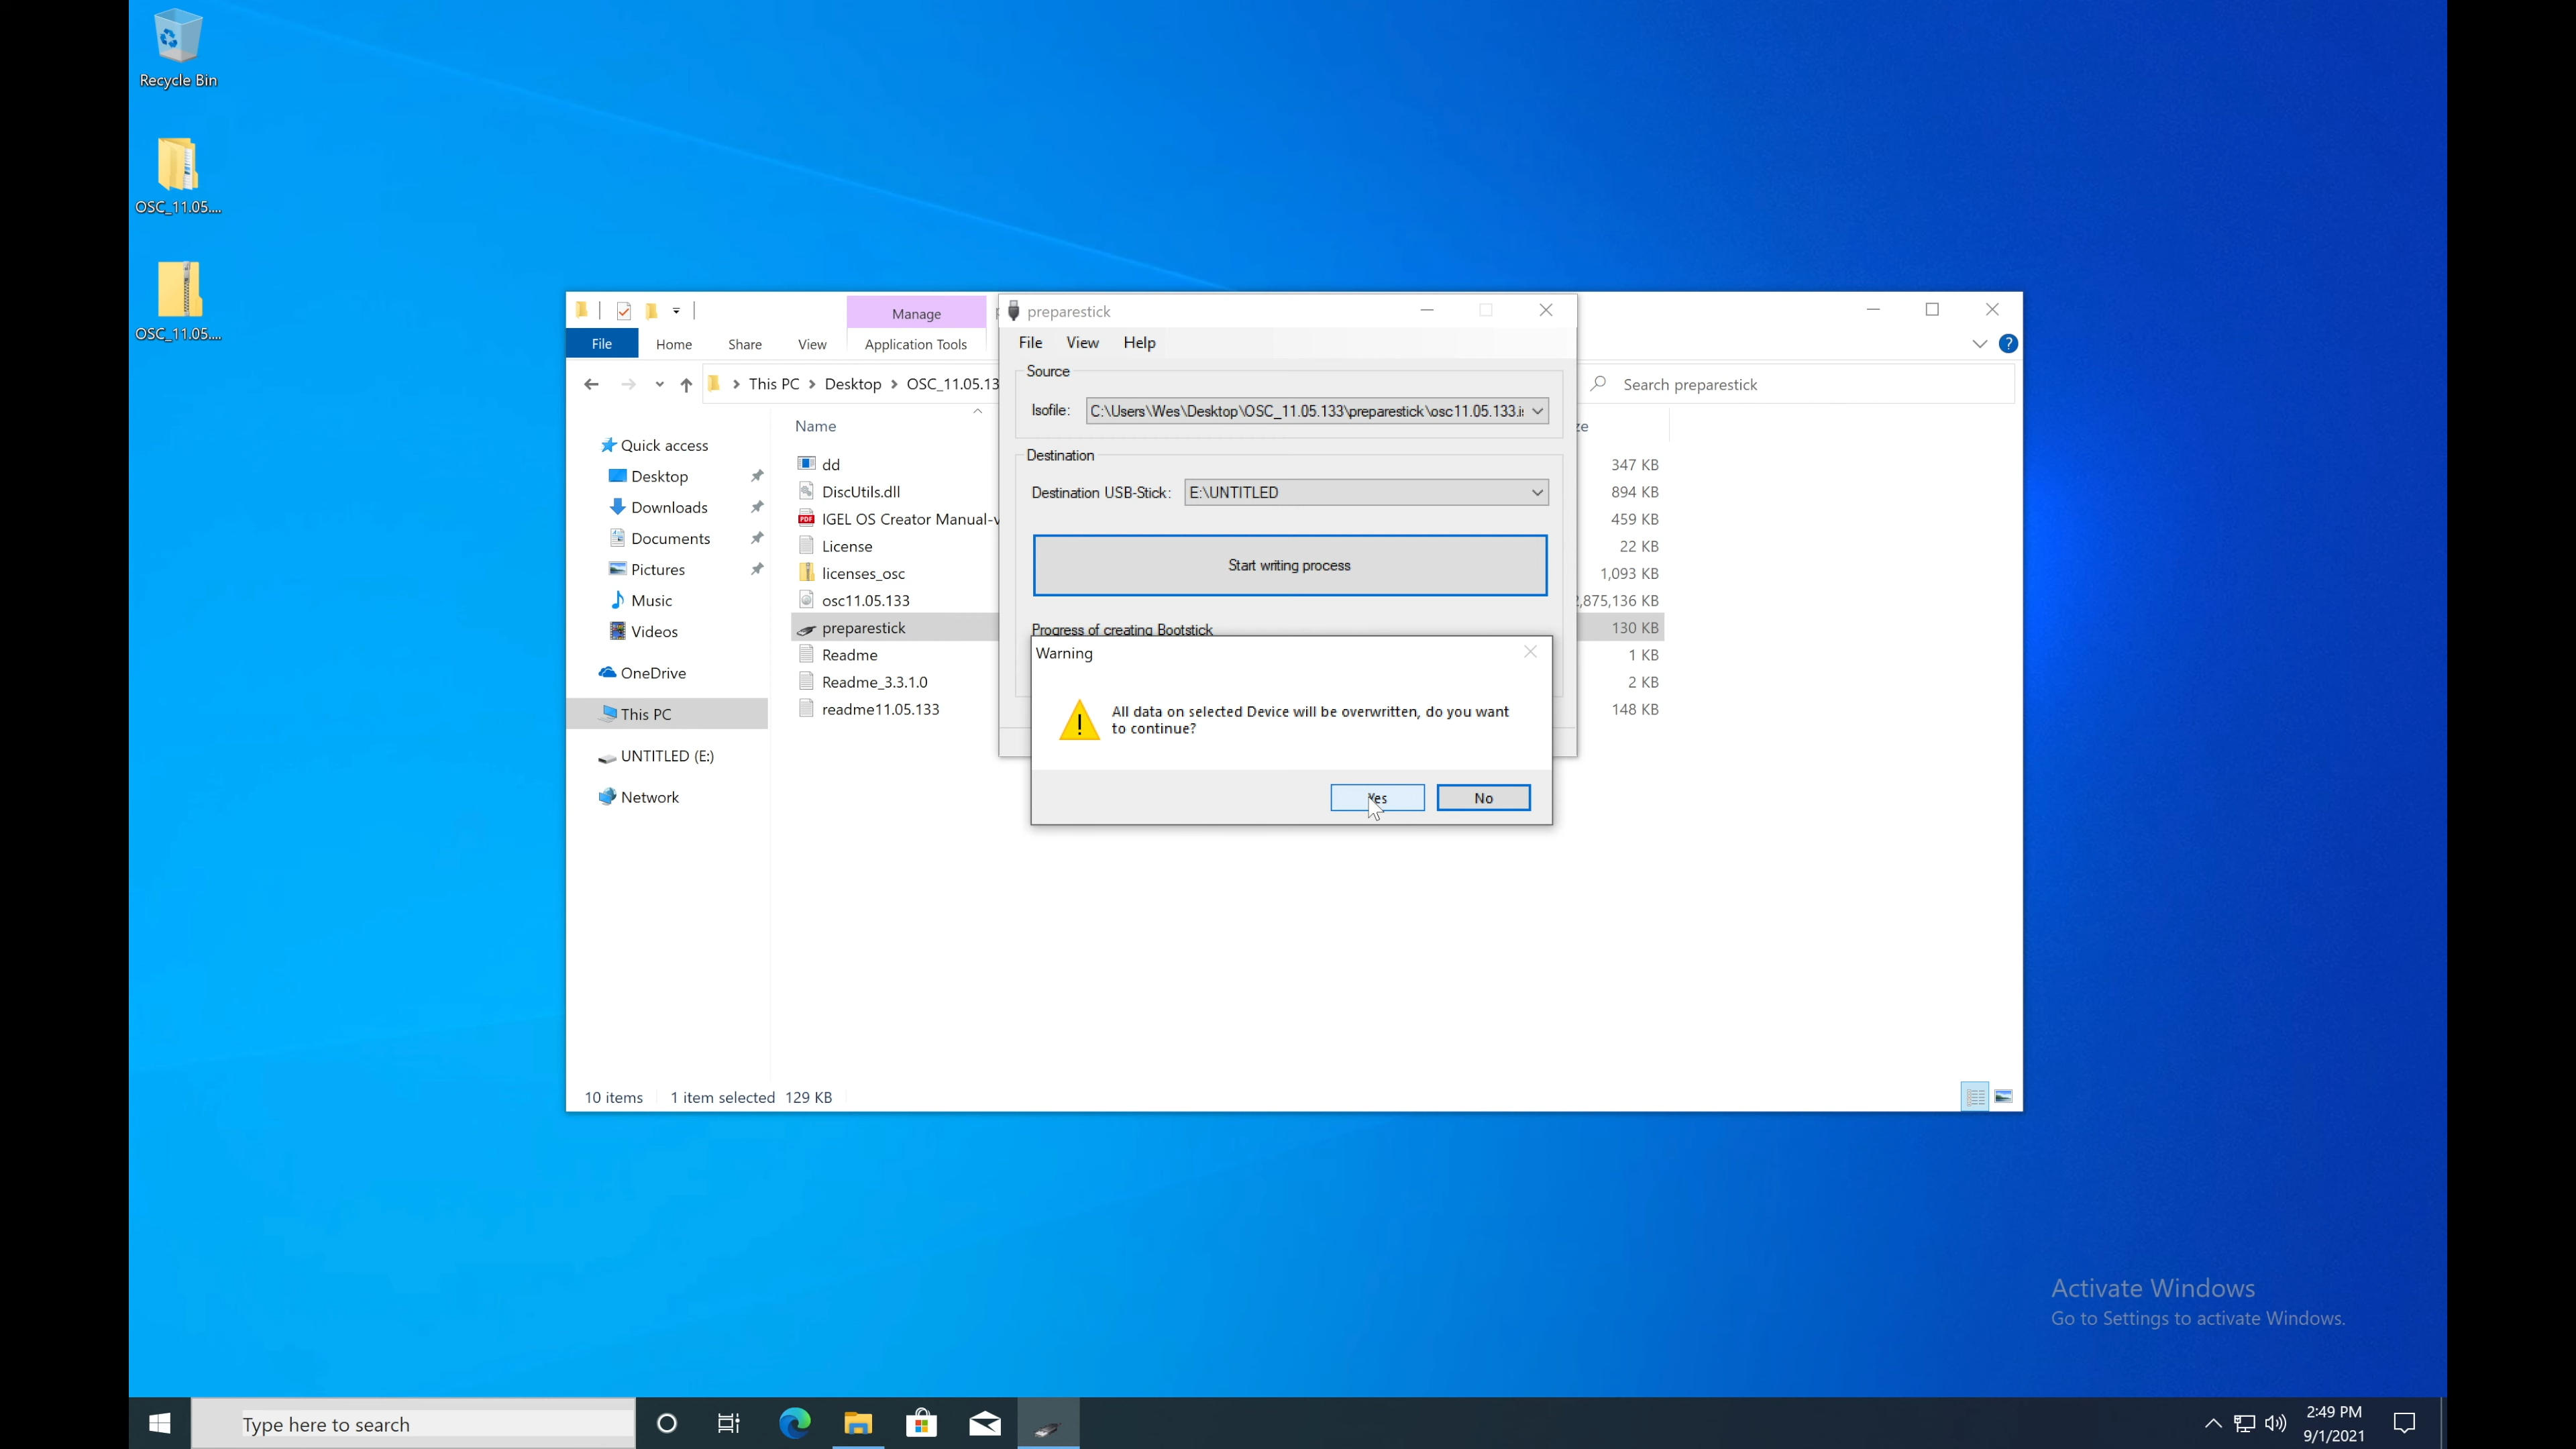 Recycle Bin
OSC_11.05....
OSC_11.05....
Manage
File
Home
Share
View
Application Tools
This PC
Desktop
OSC_11.05.13
Search preparestick
Quick access
Desktop
Downloads
Documents
Pictures
Music
Videos
OneDrive
This PC
UNTITLED (E:)
Network
Name
dd
DiscUtils.dll
IGEL OS Creator Manual-v
License
licenses_osc
osc11.05.133
preparestick
Readme
Readme_3.3.1.0
readme11.05.133
347 KB
894 KB
459 KB
22 KB
1,093 KB
2,875,136 KB
130 KB
1 KB
2 KB
148 KB
preparestick
File View Help
Source
Isofile: C:\Users\Wes\Desktop\OSC_11.05.133\preparestick\osc11.05.133.i
Destination
Destination USB-Stick: E:\UNTITLED
Start writing process
Progress of creating Bootstick
Warning
All data on selected Device will be overwritten, do you want
to continue?
Yes
No
10 items 1 item selected 129 KB
Activate Windows
Go to Settings to activate Windows.
Type here to search
2:49 PM
9/1/2021